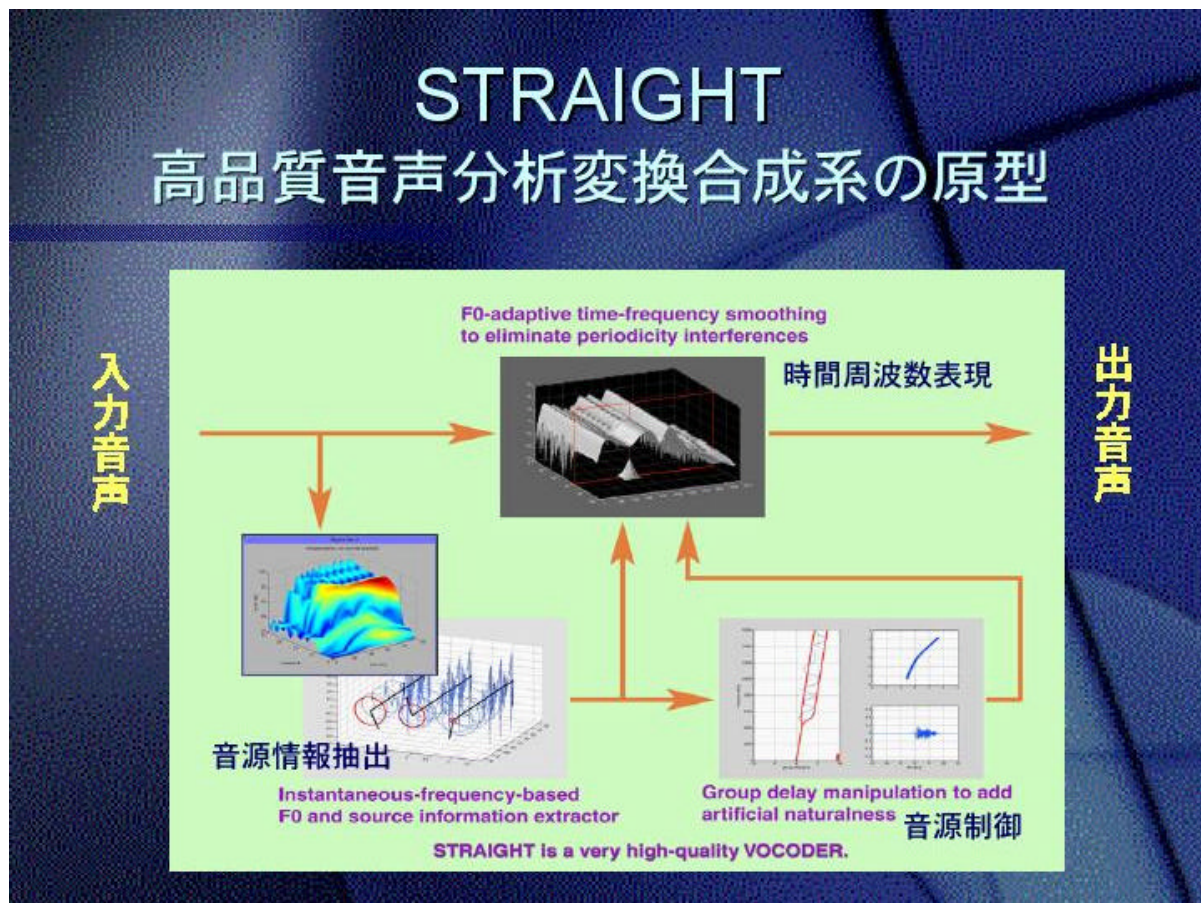 STRAIGHT
高品質音声分析変換合成系の原型
F0-adaptive time-frequency smoothing
to eliminate periodicity interferences
時間周波数表現
入力音声
出力音声
音源情報抽出
Instantaneous-frequency-based
F0 and source information extractor
Group delay manipulation to add
artificial naturalness
音源制御
STRAIGHT is a very high-quality VOCODER.